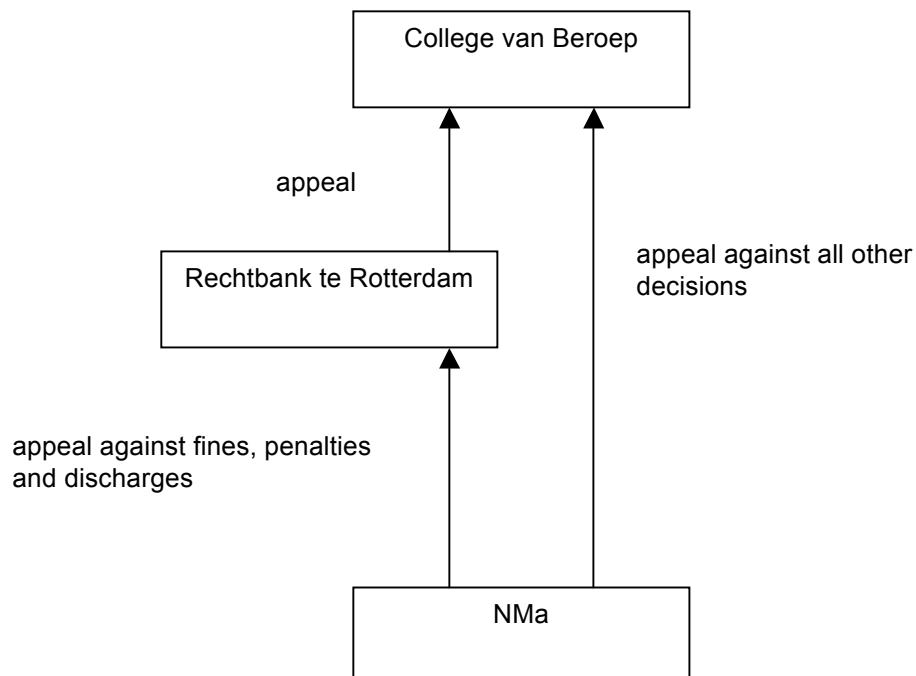 College van Beroep
appeal
Rechtbank te Rotterdam
appeal against all other
decisions
appeal against fines, penalties
and discharges
NMa